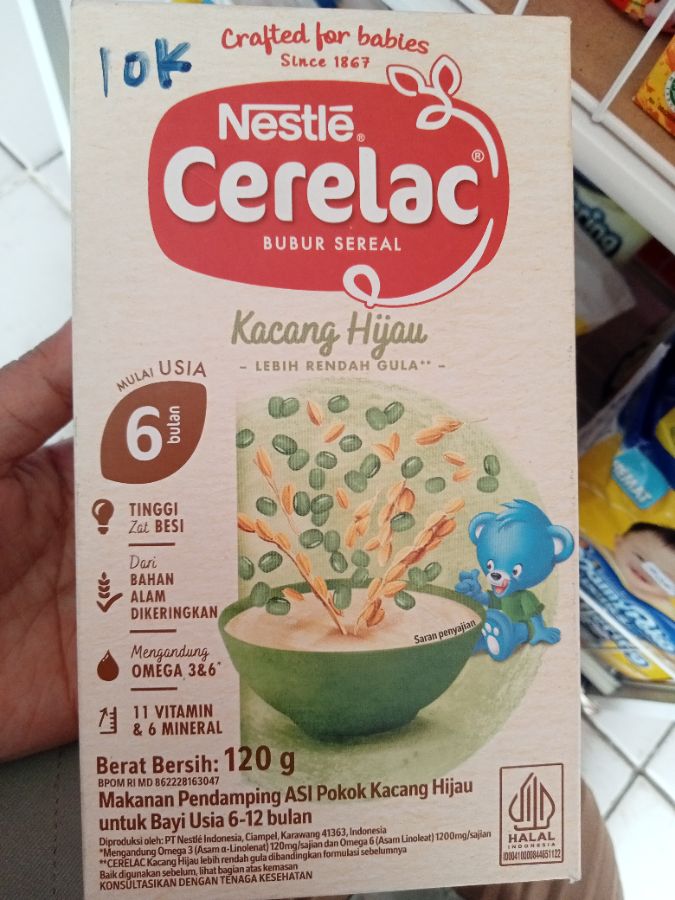 10K
Crafted for babies
Since 1867
Nestlé®
Cerelac®
BUBUR SEREAL
Kacang Hijau
- LEBIH RENDAH GULA** -
MULAI USIA
6 bulan
TINGGI
Zat BESI
Dari
BAHAN
ALAM
DIKERINGKAN
Mengandung
OMEGA 3&6*
11 VITAMIN
& 6 MINERAL
Saran penyajian
Berat Bersih: 120 g
BPOM RI MD 862228163047
Makanan Pendamping ASI Pokok Kacang Hijau
untuk Bayi Usia 6-12 bulan
Diproduksi oleh: PT Nestlé Indonesia, Ciampel, Karawang 41363, Indonesia
*Mengandung Omega 3 (Asam α-Linolenat) 120mg/sajian dan Omega 6 (Asam Linoleat) 1200mg/sajian
**CERELAC Kacang Hijau lebih rendah gula dibandingkan formulasi sebelumnya
Baik digunakan sebelum, lihat bagian atas kemasan
KONSULTASIKAN DENGAN TENAGA KESEHATAN
HALAL
INDONESIA